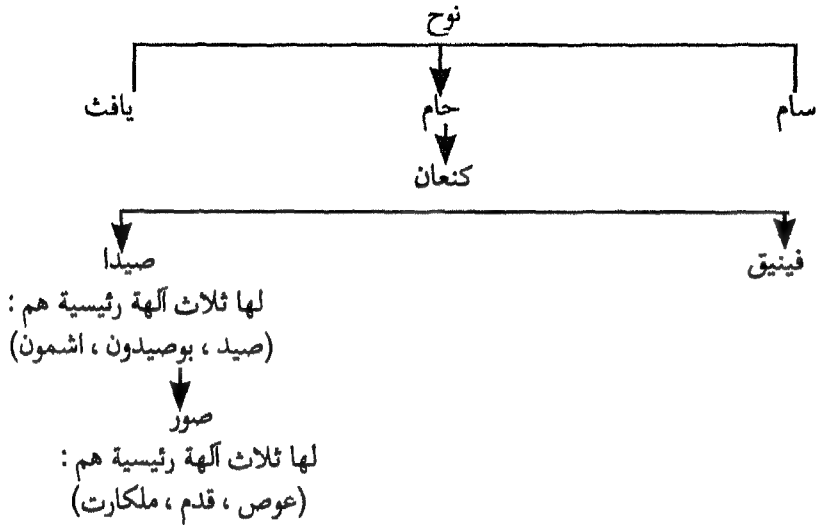 نوح
سام
حام
يافث
كنعان
فينيق
صيدا
لها ثلاث آلهة رئيسية هم :
(صيد ، بوصيدون ، اشمون)
صور
لها ثلاث آلهة رئيسية هم :
(عوص ، قدم ، ملكارت)